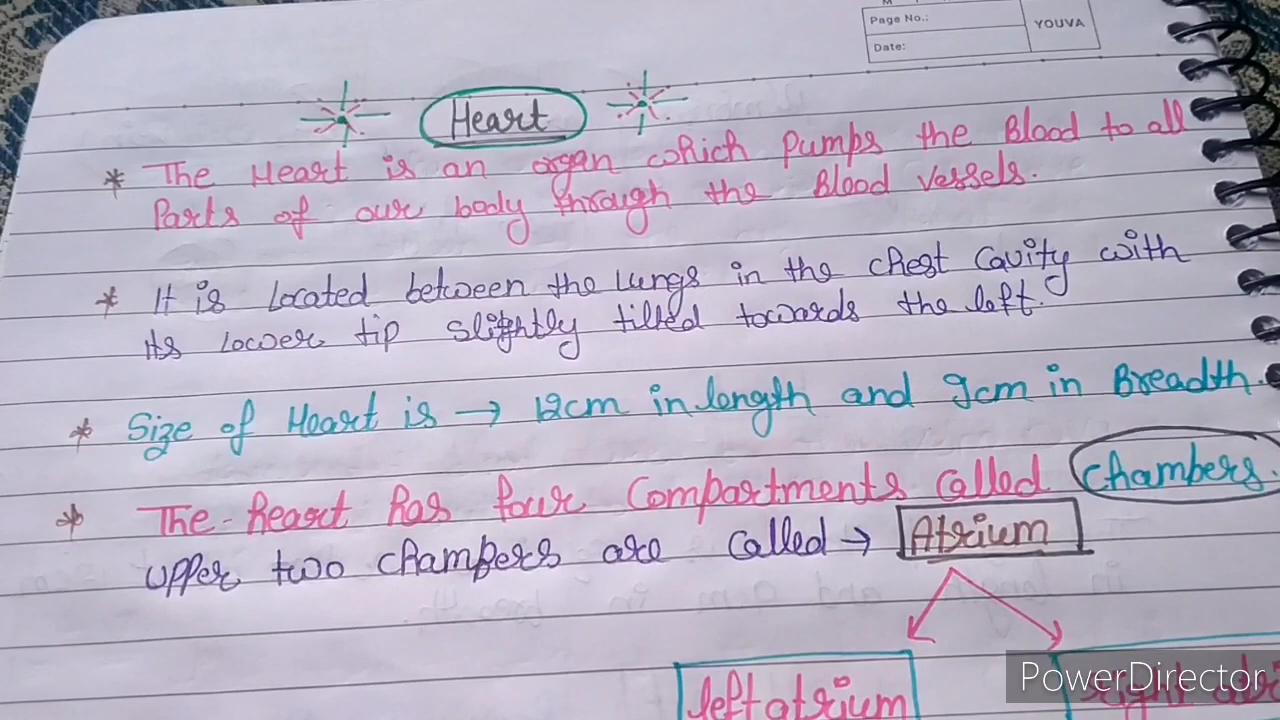 Page No.:
YOUVA
Date:
Heart
* The Heart is an organ which pumps the Blood to all
Parts of our body through the Blood vessels.
* It is Located between the lungs in the chest Cavity with
its Lower tip slightly tilted towards the left.
* Size of Heart is → 12cm in length and 9cm in Breadth.
* The Heart has four Compartments called Chambers.
Upper two chambers are called → Atrium
left atrium
right
PowerDirector